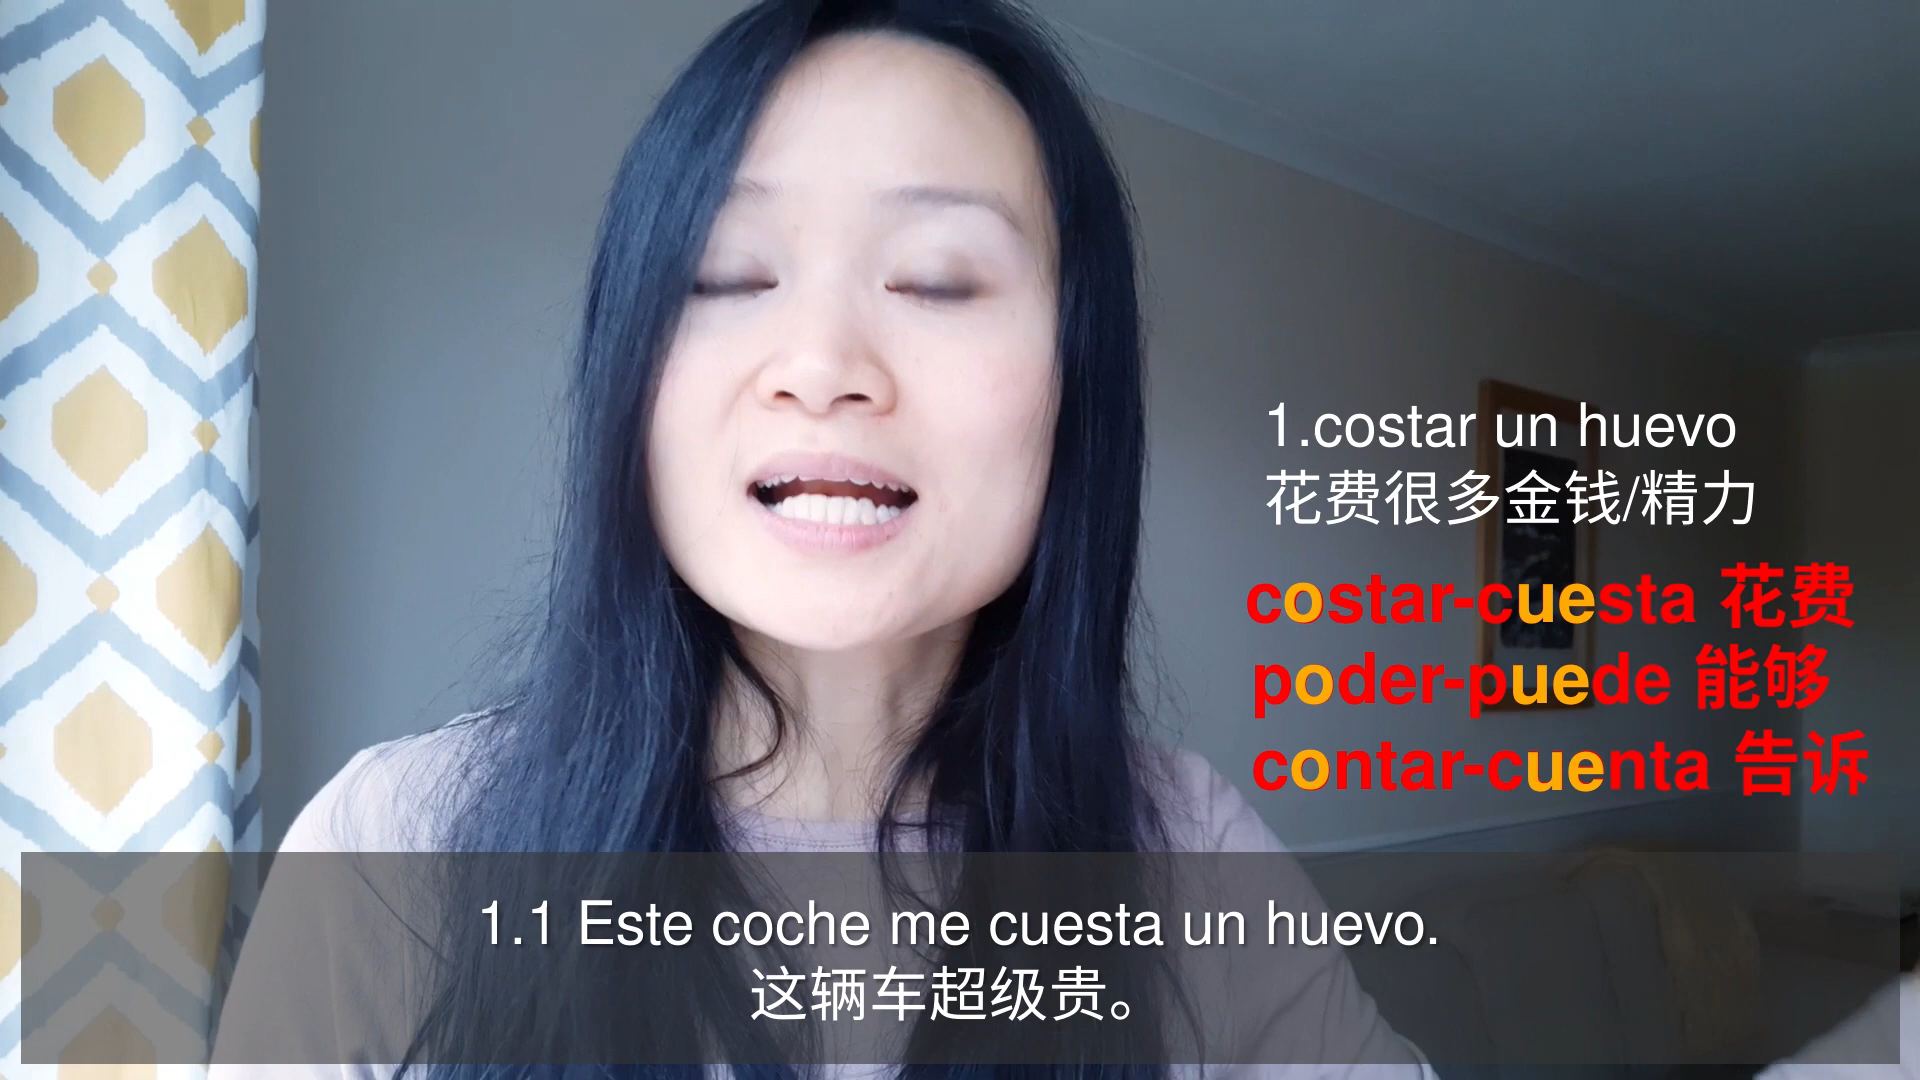 1.costar un huevo
花费很多金钱/精力
costar-cuesta 花费
poder-puede 能够
contar-cuenta 告诉
1.1 Este coche me cuesta un huevo.
这辆车超级贵。